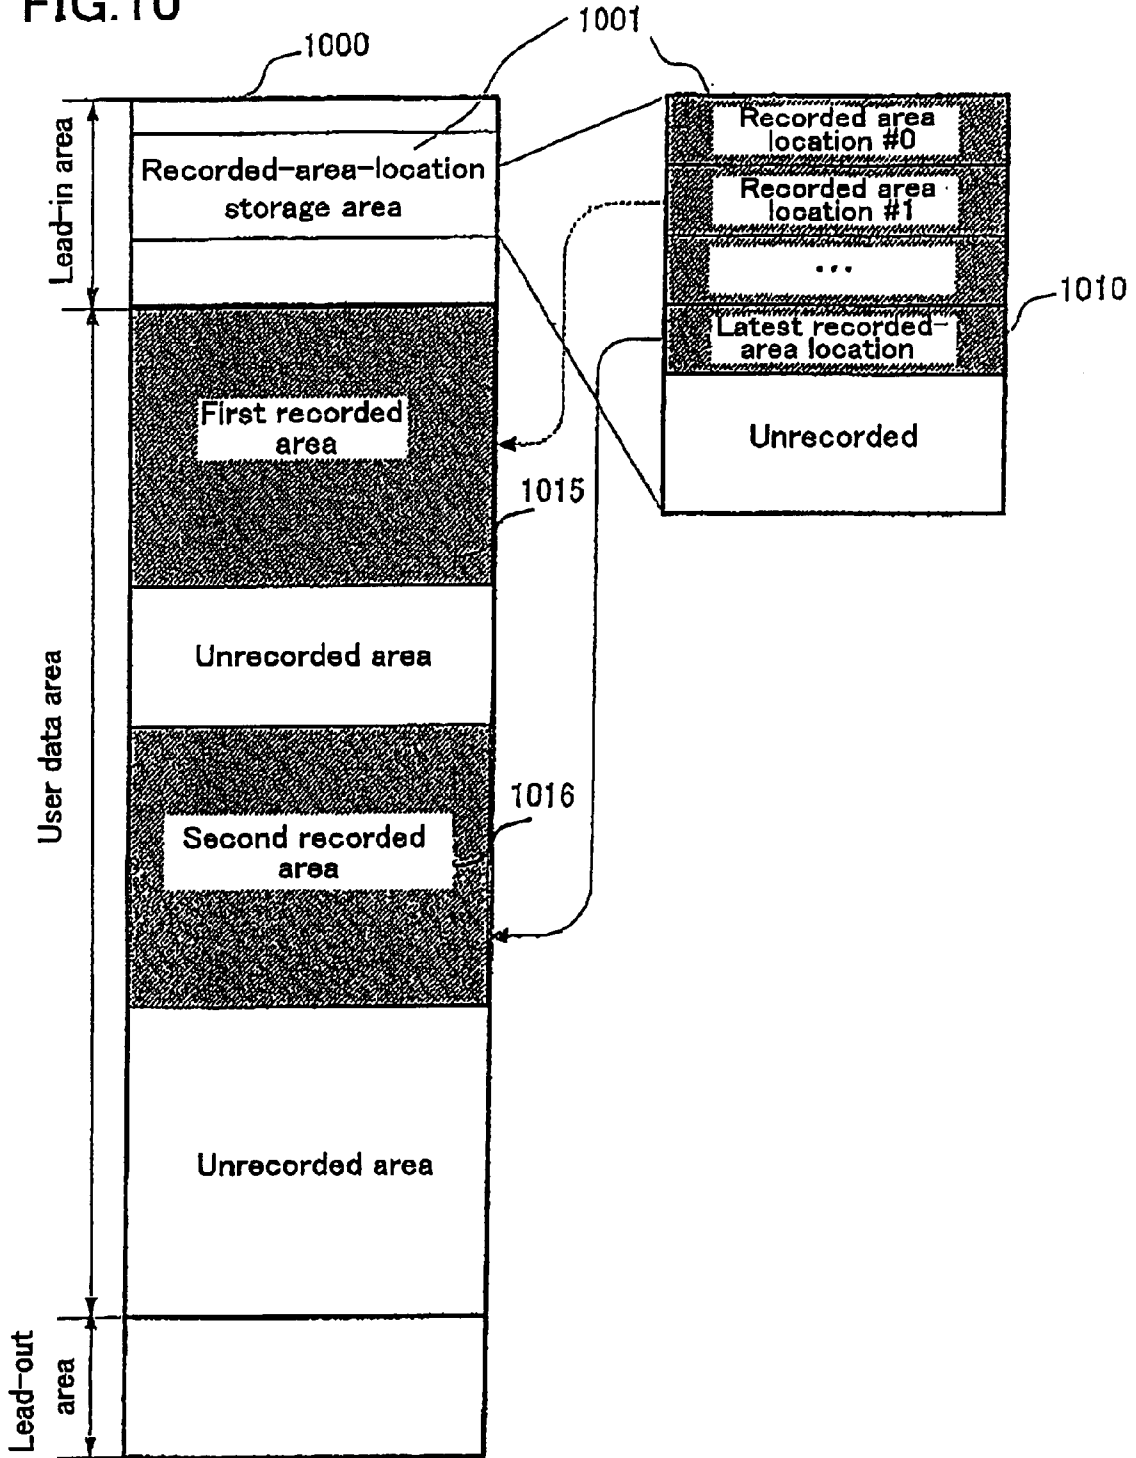 FIG.10
1000
1001
Lead-in area
Recorded-area-location
storage area
Recorded area
location #0
Recorded area
location #1
...
Latest recorded-
area location
1010
Unrecorded
User data area
First recorded
area
1015
Unrecorded area
1016
Second recorded
area
Unrecorded area
Lead-out
area